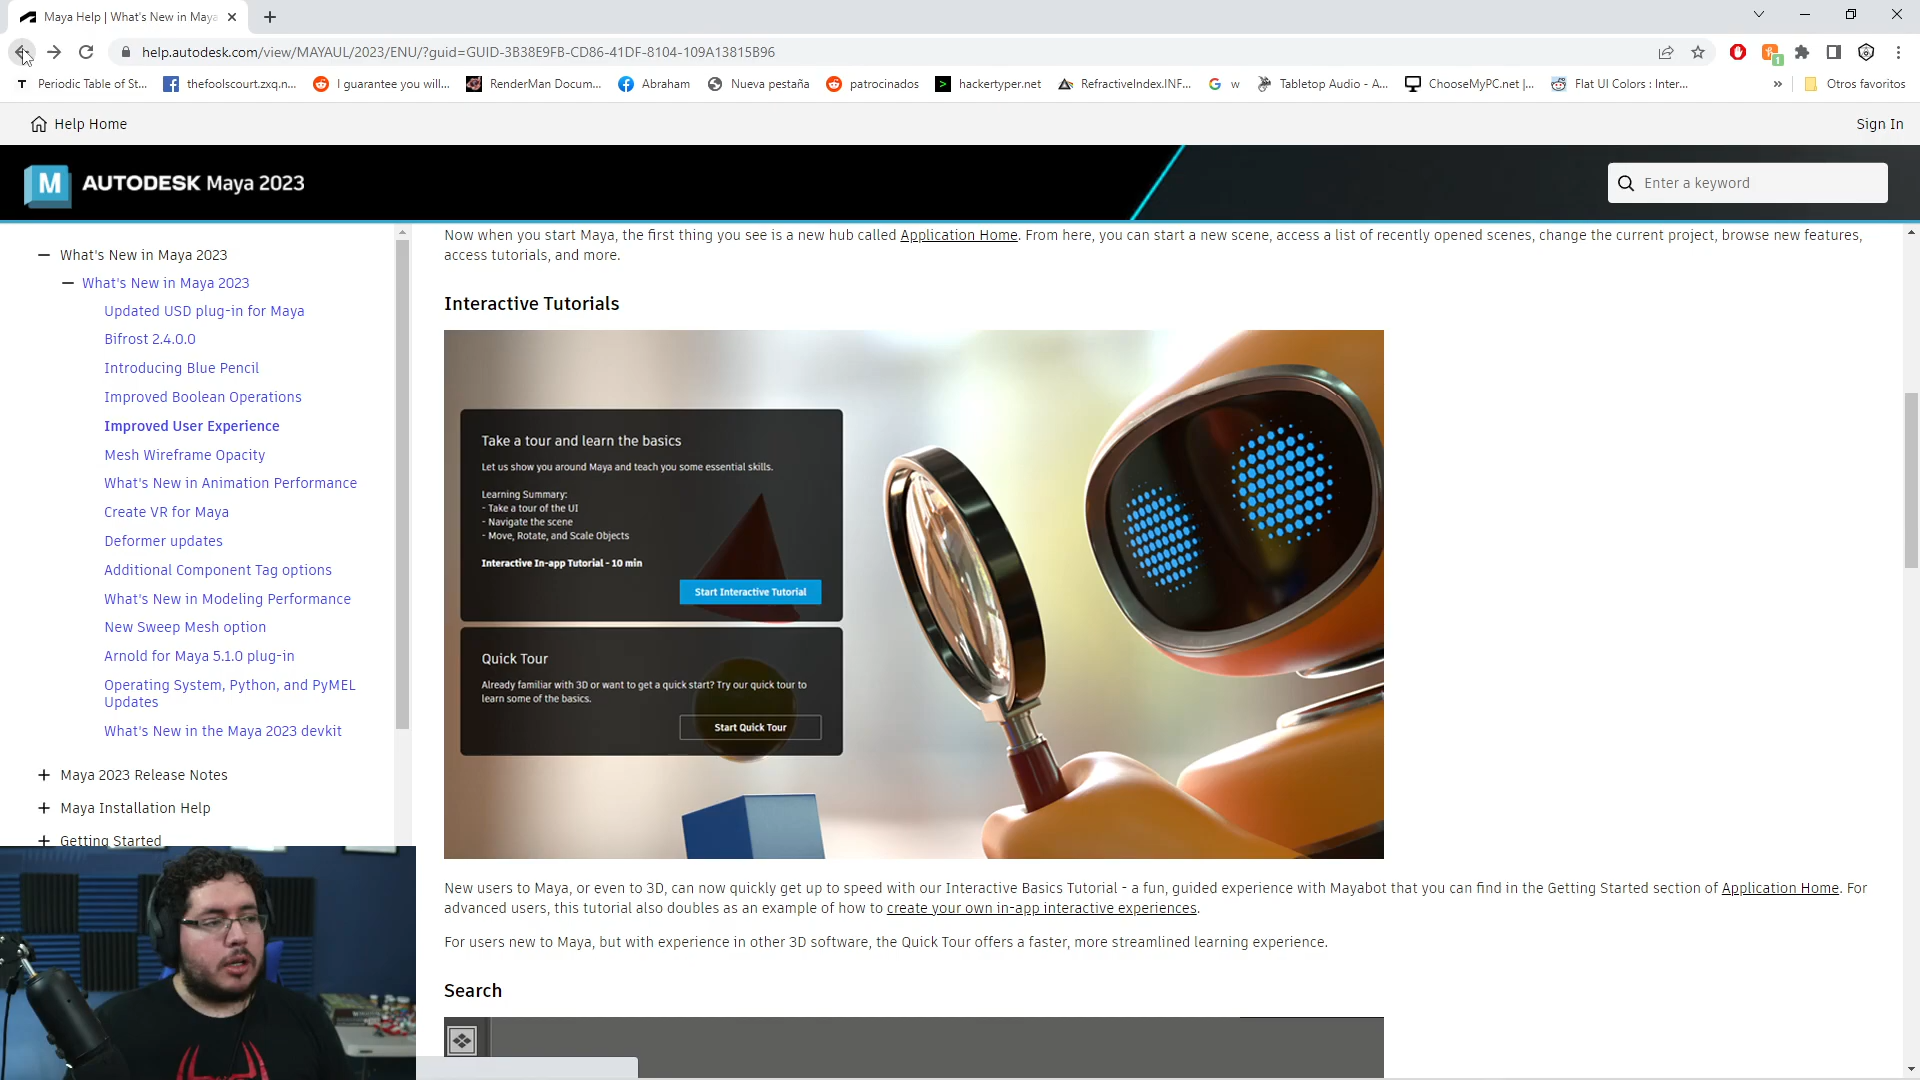 Maya Help | What's New in Maya
help.autodesk.com/view/MAYAUL/2023/ENU/?guid=GUID-3B38E9FB-CD86-41DF-8104-109A13815B96
1
T Periodic Table of St... thefoolscourt.zxq.n... I guarantee you will... RenderMan Docum... Abraham Nueva pestaña patrocinados hackertyper.net RefractiveIndex.INF... w Tabletop Audio - A... ChooseMyPC.net |... Flat UI Colors : Inter... » Otros favoritos
Help Home
Sign In
M AUTODESK Maya 2023
Enter a keyword
What's New in Maya 2023
What's New in Maya 2023
Updated USD plug-in for Maya
Bifrost 2.4.0.0
Introducing Blue Pencil
Improved Boolean Operations
Improved User Experience
Mesh Wireframe Opacity
What's New in Animation Performance
Create VR for Maya
Deformer updates
Additional Component Tag options
What's New in Modeling Performance
New Sweep Mesh option
Arnold for Maya 5.1.0 plug-in
Operating System, Python, and PyMEL
Updates
What's New in the Maya 2023 devkit
Maya 2023 Release Notes
Maya Installation Help
Getting Started
Now when you start Maya, the first thing you see is a new hub called Application Home. From here, you can start a new scene, access a list of recently opened scenes, change the current project, browse new features,
access tutorials, and more.
Interactive Tutorials
Take a tour and learn the basics
Let us show you around Maya and teach you some essential skills.
Learning Summary:
- Take a tour of the UI
- Navigate the scene
- Move, Rotate, and Scale Objects
Interactive In-app Tutorial - 10 min
Start Interactive Tutorial
Quick Tour
Already familiar with 3D or want to get a quick start? Try our quick tour to
learn some of the basics.
Start Quick Tour
New users to Maya, or even to 3D, can now quickly get up to speed with our Interactive Basics Tutorial - a fun, guided experience with Mayabot that you can find in the Getting Started section of Application Home. For
advanced users, this tutorial also doubles as an example of how to create your own in-app interactive experiences.
For users new to Maya, but with experience in other 3D software, the Quick Tour offers a faster, more streamlined learning experience.
Search